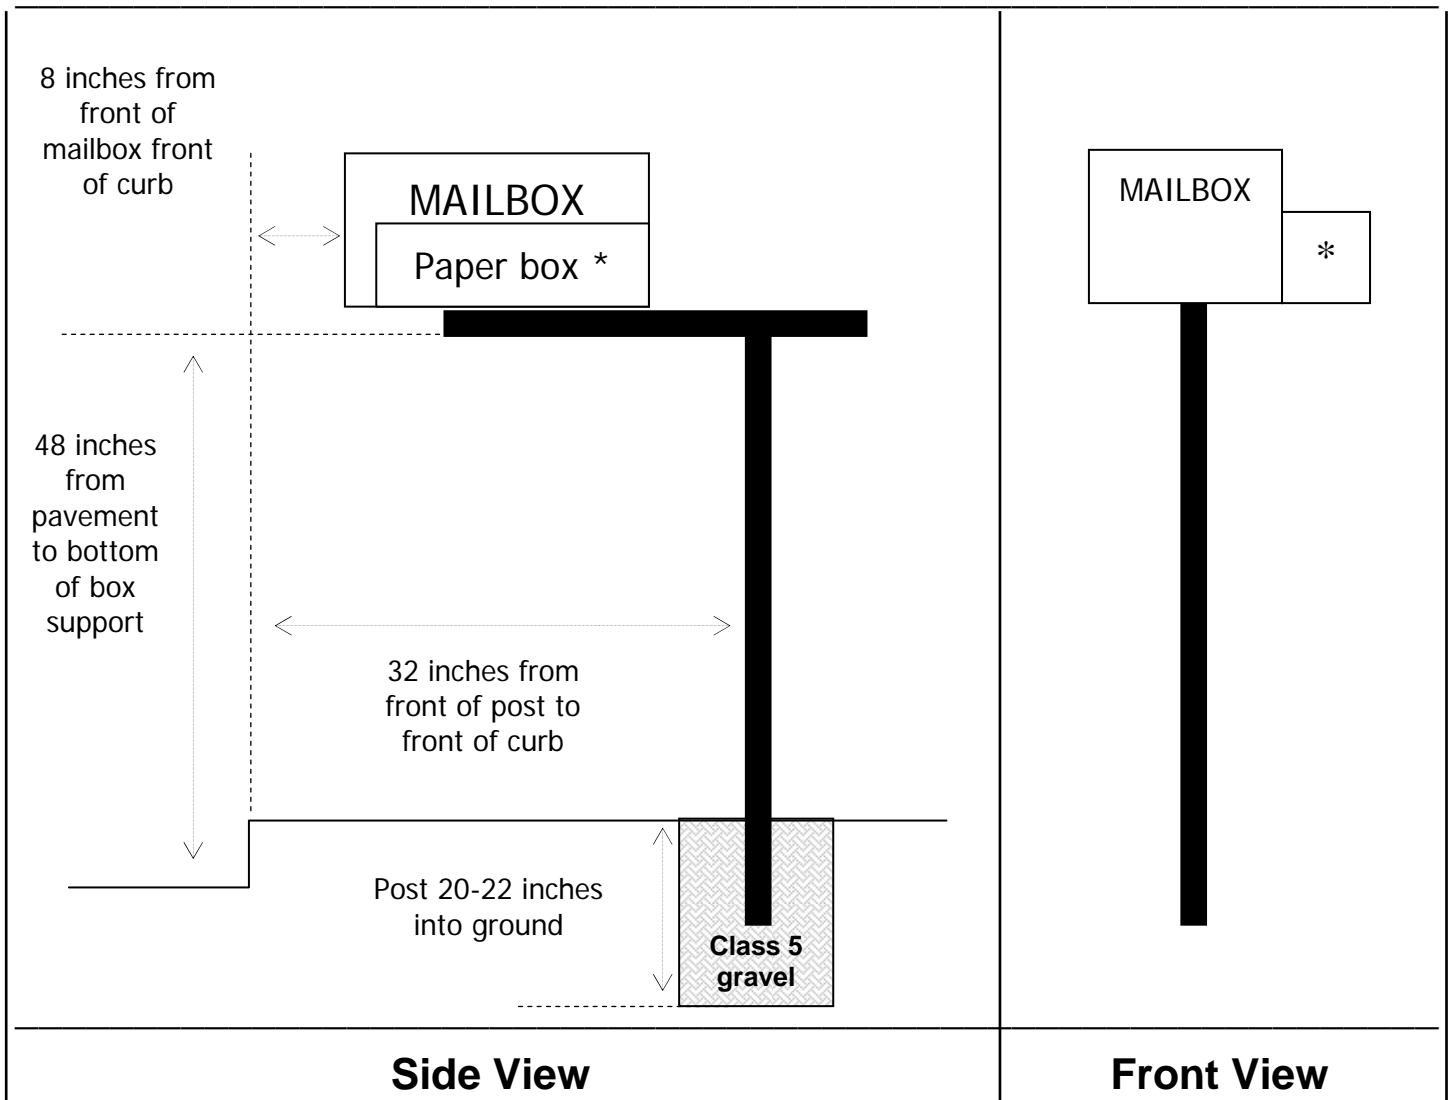 8 inches from
front of
mailbox front
of curb
MAILBOX
Paper box *
48 inches
from
pavement
to bottom
of box
support
32 inches from
front of post to
front of curb
Post 20-22 inches
into ground
Class 5
gravel
Side View
MAILBOX
*
Front View